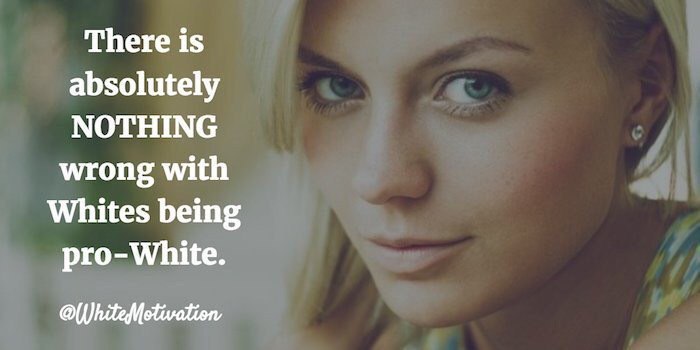 There is
absolutely
NOTHING
wrong with
Whites being
pro-White.
@WhiteMotivation